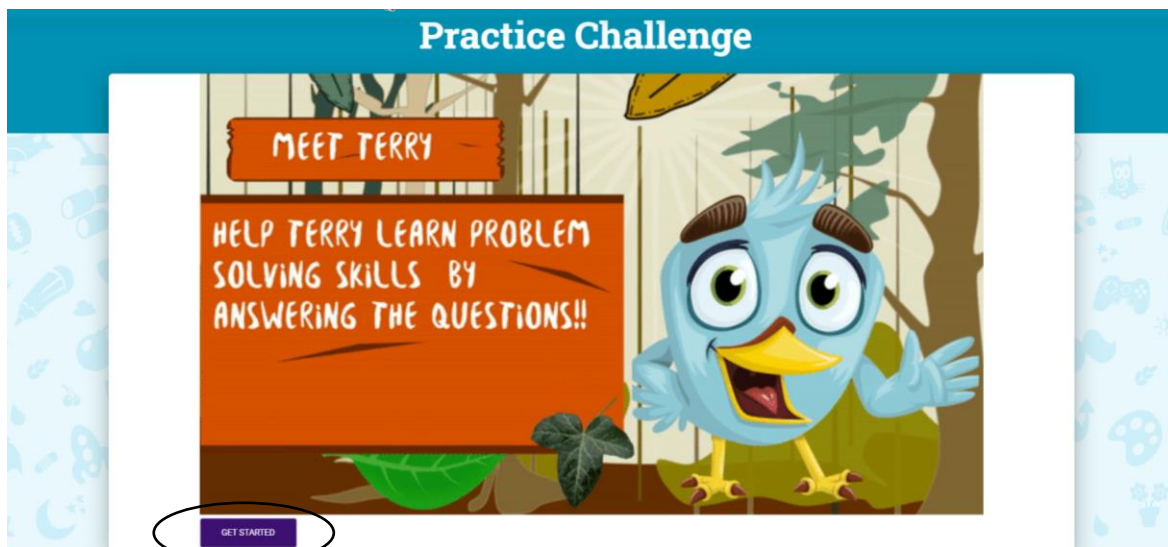 Practice Challenge
MEET TERRY
HELP TERRY LEARN PROBLEM
SOLVING SKILLS BY
ANSWERING THE QUESTIONS!!
GET STARTED